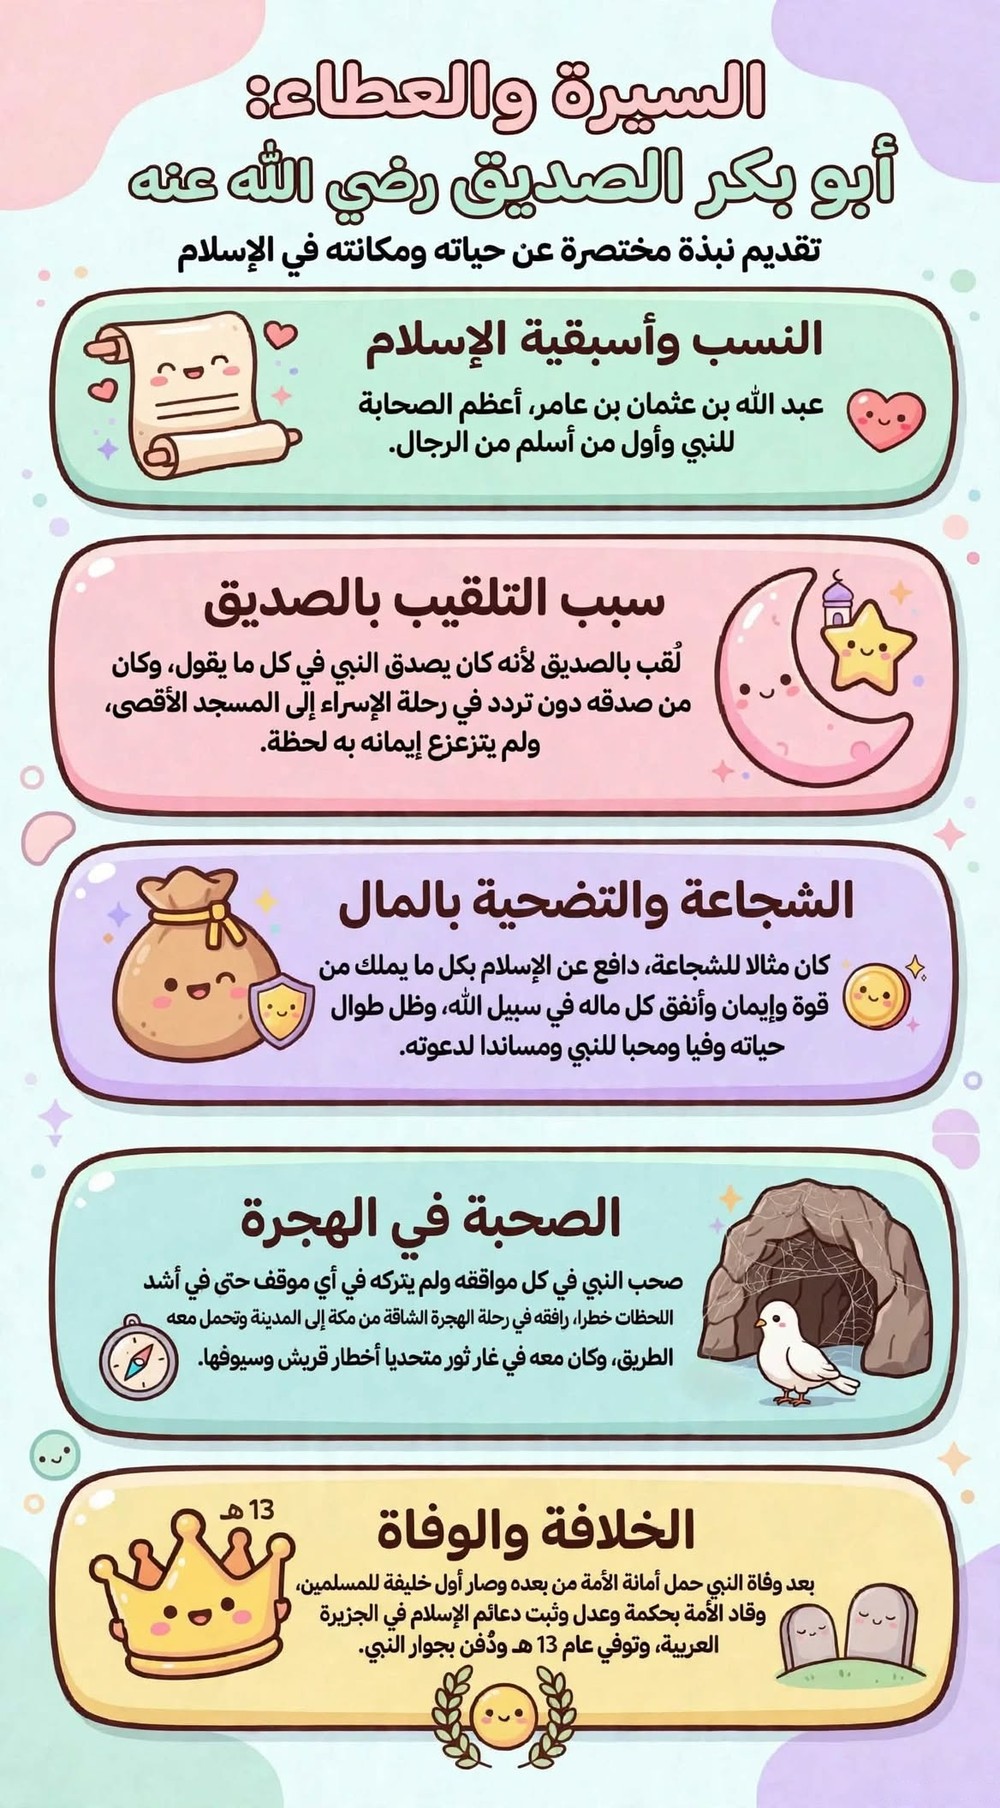 السيرة والعطاء:
أبو بكر الصديق رضي الله عنه
تقديم نبذة مختصرة عن حياته ومكانته في الإسلام
النسب وأسبقية الإسلام
عبد الله بن عثمان بن عامر، أعظم الصحابة
للنبي وأول من أسلم من الرجال.
سبب التلقيب بالصديق
لُقب بالصديق لأنه كان يصدق النبي في كل ما يقول، وكان
من صدقه دون تردد في رحلة الإسراء إلى المسجد الأقصى،
ولم يتزعزع إيمانه به لحظة.
الشجاعة والتضحية بالمال
كان مثالا للشجاعة، دافع عن الإسلام بكل ما يملك من
قوة وإيمان وأنفق كل ماله في سبيل الله، وظل طوال
حياته وفيا ومحبا للنبي ومساندا لدعوته.
الصحبة في الهجرة
صحب النبي في كل مواقفه ولم يتركه في أي موقف حتى في أشد
اللحظات خطرا، رافقه في رحلة الهجرة الشاقة من مكة إلى المدينة وتحمل معه
الطريق، وكان معه في غار ثور متحديا أخطار قريش وسيوفها.
13 هـ
الخلافة والوفاة
بعد وفاة النبي حمل أمانة الأمة من بعده وصار أول خليفة للمسلمين،
وقاد الأمة بحكمة وعدل وثبت دعائم الإسلام في الجزيرة
العربية، وتوفي عام 13 هـ ودُفن بجوار النبي.